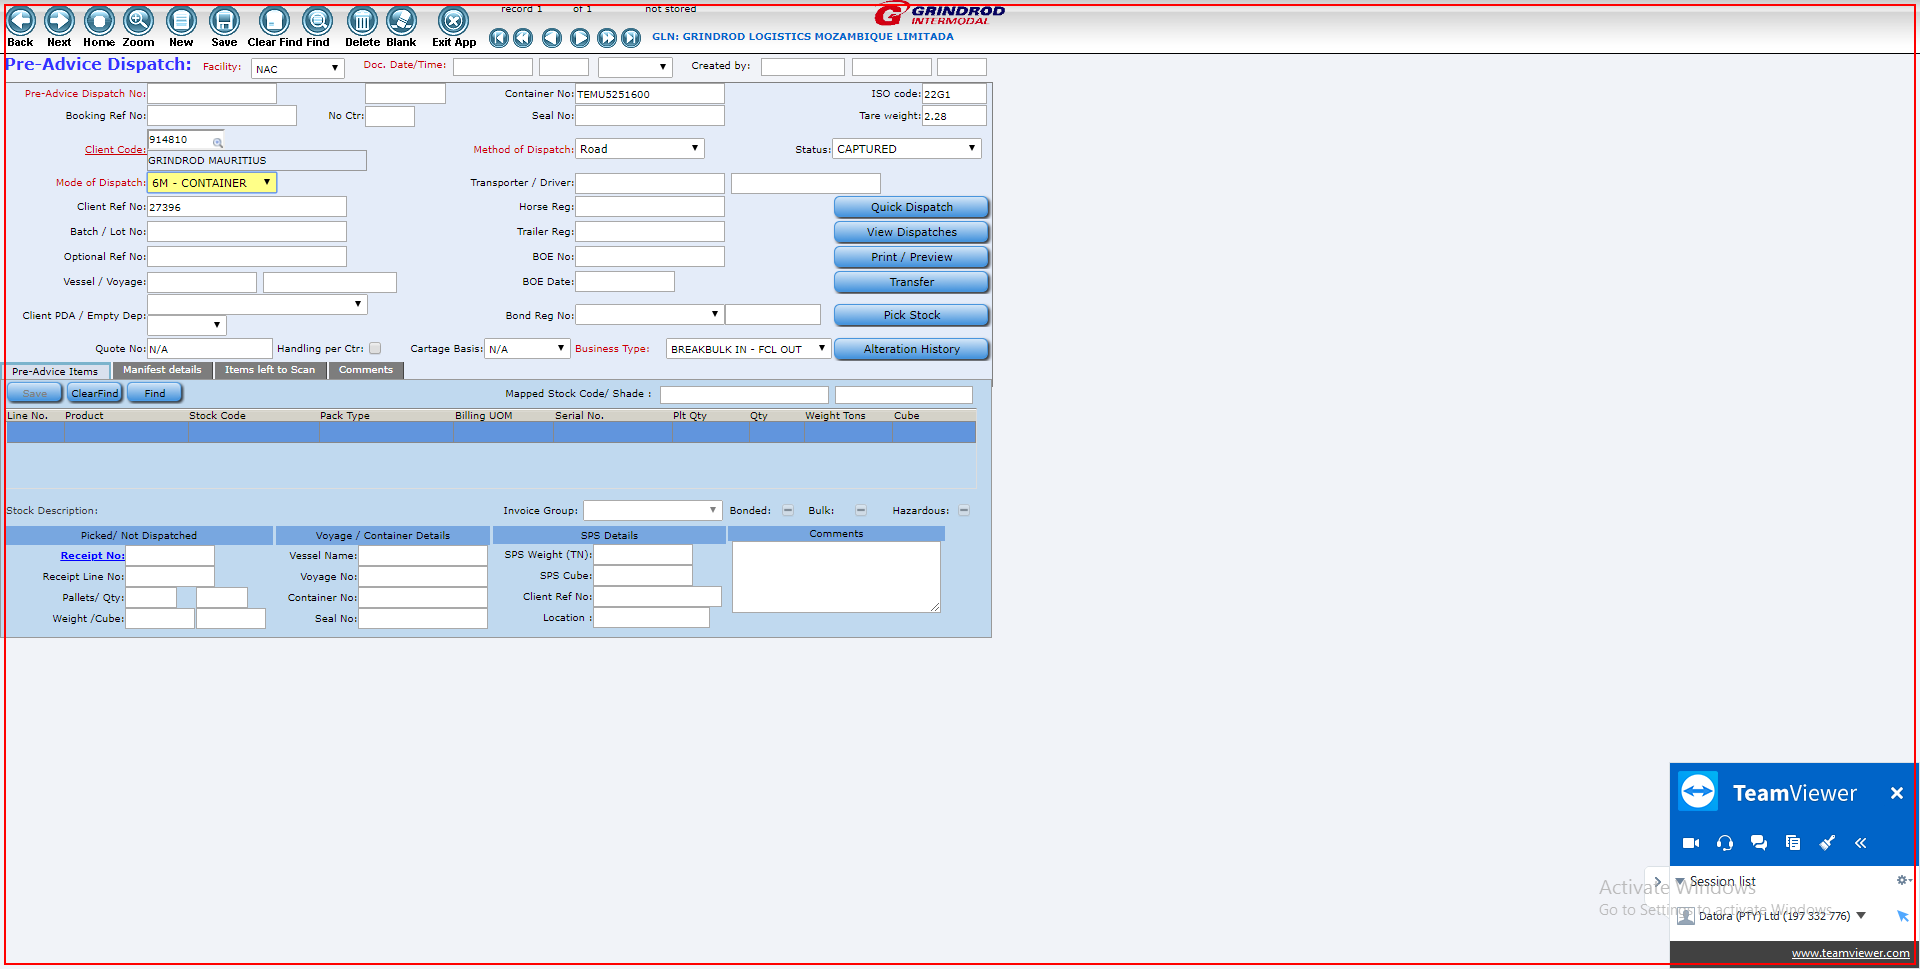 record 1 of 1 not stored
GRINDROD
INTERMODAL
Back Next Home Zoom New Save Clear Find Find Delete Blank Exit App
GLN: GRINDROD LOGISTICS MOZAMBIQUE LIMITADA
Pre-Advice Dispatch: Facility: NAC Doc. Date/Time: Created by:
Pre-Advice Dispatch No: Container No: TEMU5251600 ISO code: 22G1
Booking Ref No: No Ctr: Seal No: Tare weight: 2.28
914810
Client Code: Method of Dispatch: Road Status: CAPTURED
GRINDROD MAURITIUS
Mode of Dispatch: 6M - CONTAINER Transporter / Driver:
Client Ref No: 27396 Horse Reg: Quick Dispatch
Batch / Lot No: Trailer Reg: View Dispatches
Optional Ref No: BOE No: Print / Preview
Vessel / Voyage: BOE Date: Transfer
Client PDA / Empty Dep: Bond Reg No: Pick Stock
Quote No: N/A Handling per Ctr: Cartage Basis: N/A Business Type: BREAKBULK IN - FCL OUT Alteration History
Pre-Advice Items Manifest details Items left to Scan Comments
Save ClearFind Find Mapped Stock Code/ Shade :
Line No. Product Stock Code Pack Type Billing UOM Serial No. Plt Qty Qty Weight Tons Cube
Stock Description: Invoice Group: Bonded: Bulk: Hazardous:
Picked/ Not Dispatched Voyage / Container Details SPS Details Comments
Receipt No: Vessel Name: SPS Weight (TN):
Receipt Line No: Voyage No: SPS Cube:
Pallets/ Qty: Container No: Client Ref No:
Weight /Cube: Seal No: Location :
TeamViewer
Session list
Activate Windows
Go to Settings to activate Windows.
Datora (PTY) Ltd (197 332 776)
www.teamviewer.com